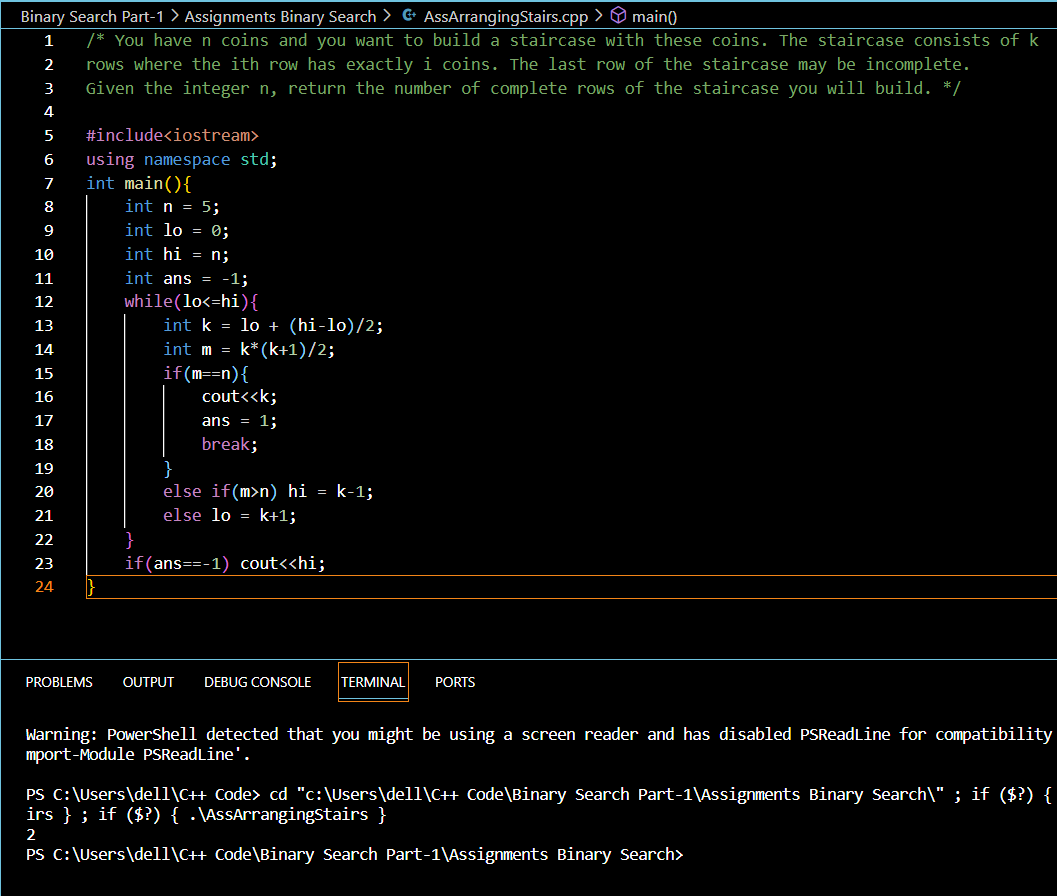 Binary Search Part-1 > Assignments Binary Search > AssArrangingStairs.cpp > main()
1 /* You have n coins and you want to build a staircase with these coins. The staircase consists of k
2 rows where the ith row has exactly i coins. The last row of the staircase may be incomplete.
3 Given the integer n, return the number of complete rows of the staircase you will build. */
4
5 #include<iostream>
6 using namespace std;
7 int main(){
8     int n = 5;
9     int lo = 0;
10     int hi = n;
11     int ans = -1;
12     while(lo<=hi){
13         int k = lo + (hi-lo)/2;
14         int m = k*(k+1)/2;
15         if(m==n){
16             cout<<k;
17             ans = 1;
18             break;
19         }
20         else if(m>n) hi = k-1;
21         else lo = k+1;
22     }
23     if(ans==-1) cout<<hi;
24 }
PROBLEMS OUTPUT DEBUG CONSOLE TERMINAL PORTS
Warning: PowerShell detected that you might be using a screen reader and has disabled PSReadLine for compatibility
mport-Module PSReadLine'.
PS C:\Users\dell\C++ Code> cd "c:\Users\dell\C++ Code\Binary Search Part-1\Assignments Binary Search\" ; if ($?) {
irs } ; if ($?) { .\AssArrangingStairs }
2
PS C:\Users\dell\C++ Code\Binary Search Part-1\Assignments Binary Search>